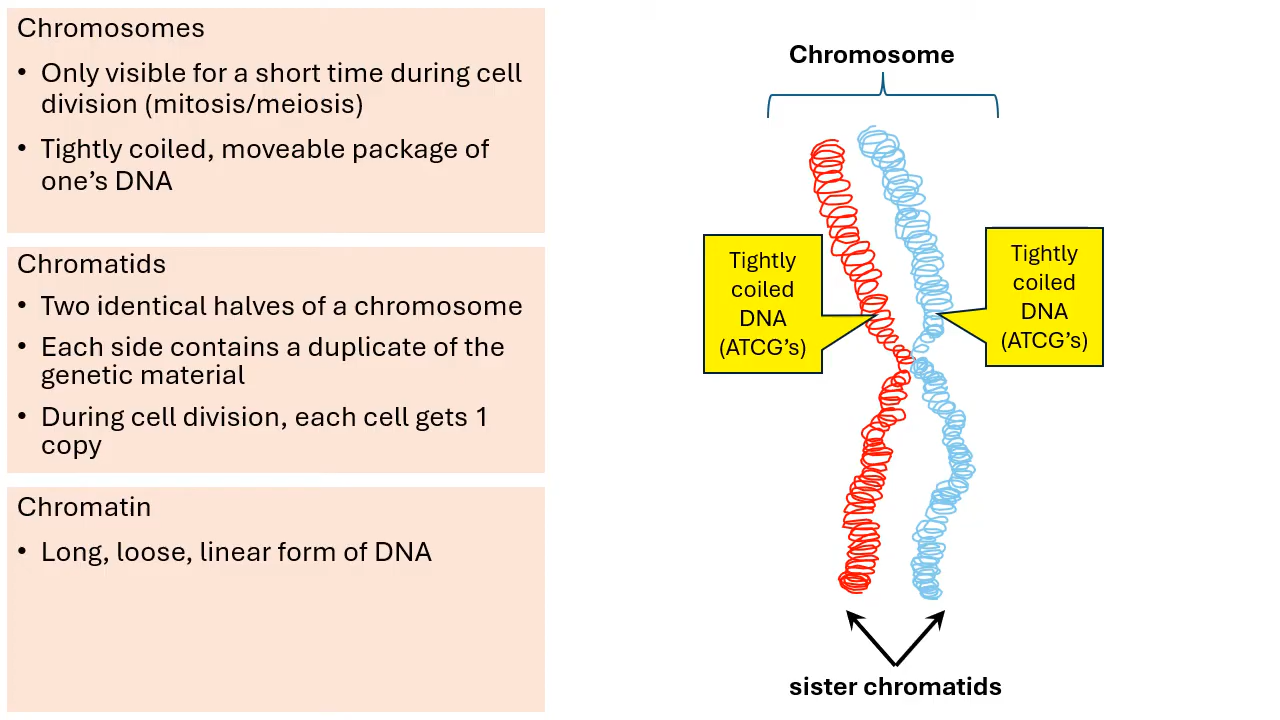 Chromosomes
• Only visible for a short time during cell
division (mitosis/meiosis)
• Tightly coiled, moveable package of
one’s DNA
Chromatids
• Two identical halves of a chromosome
• Each side contains a duplicate of the
genetic material
• During cell division, each cell gets 1
copy
Chromatin
• Long, loose, linear form of DNA
Chromosome
Tightly
coiled
DNA
(ATCG’s)
Tightly
coiled
DNA
(ATCG’s)
sister chromatids